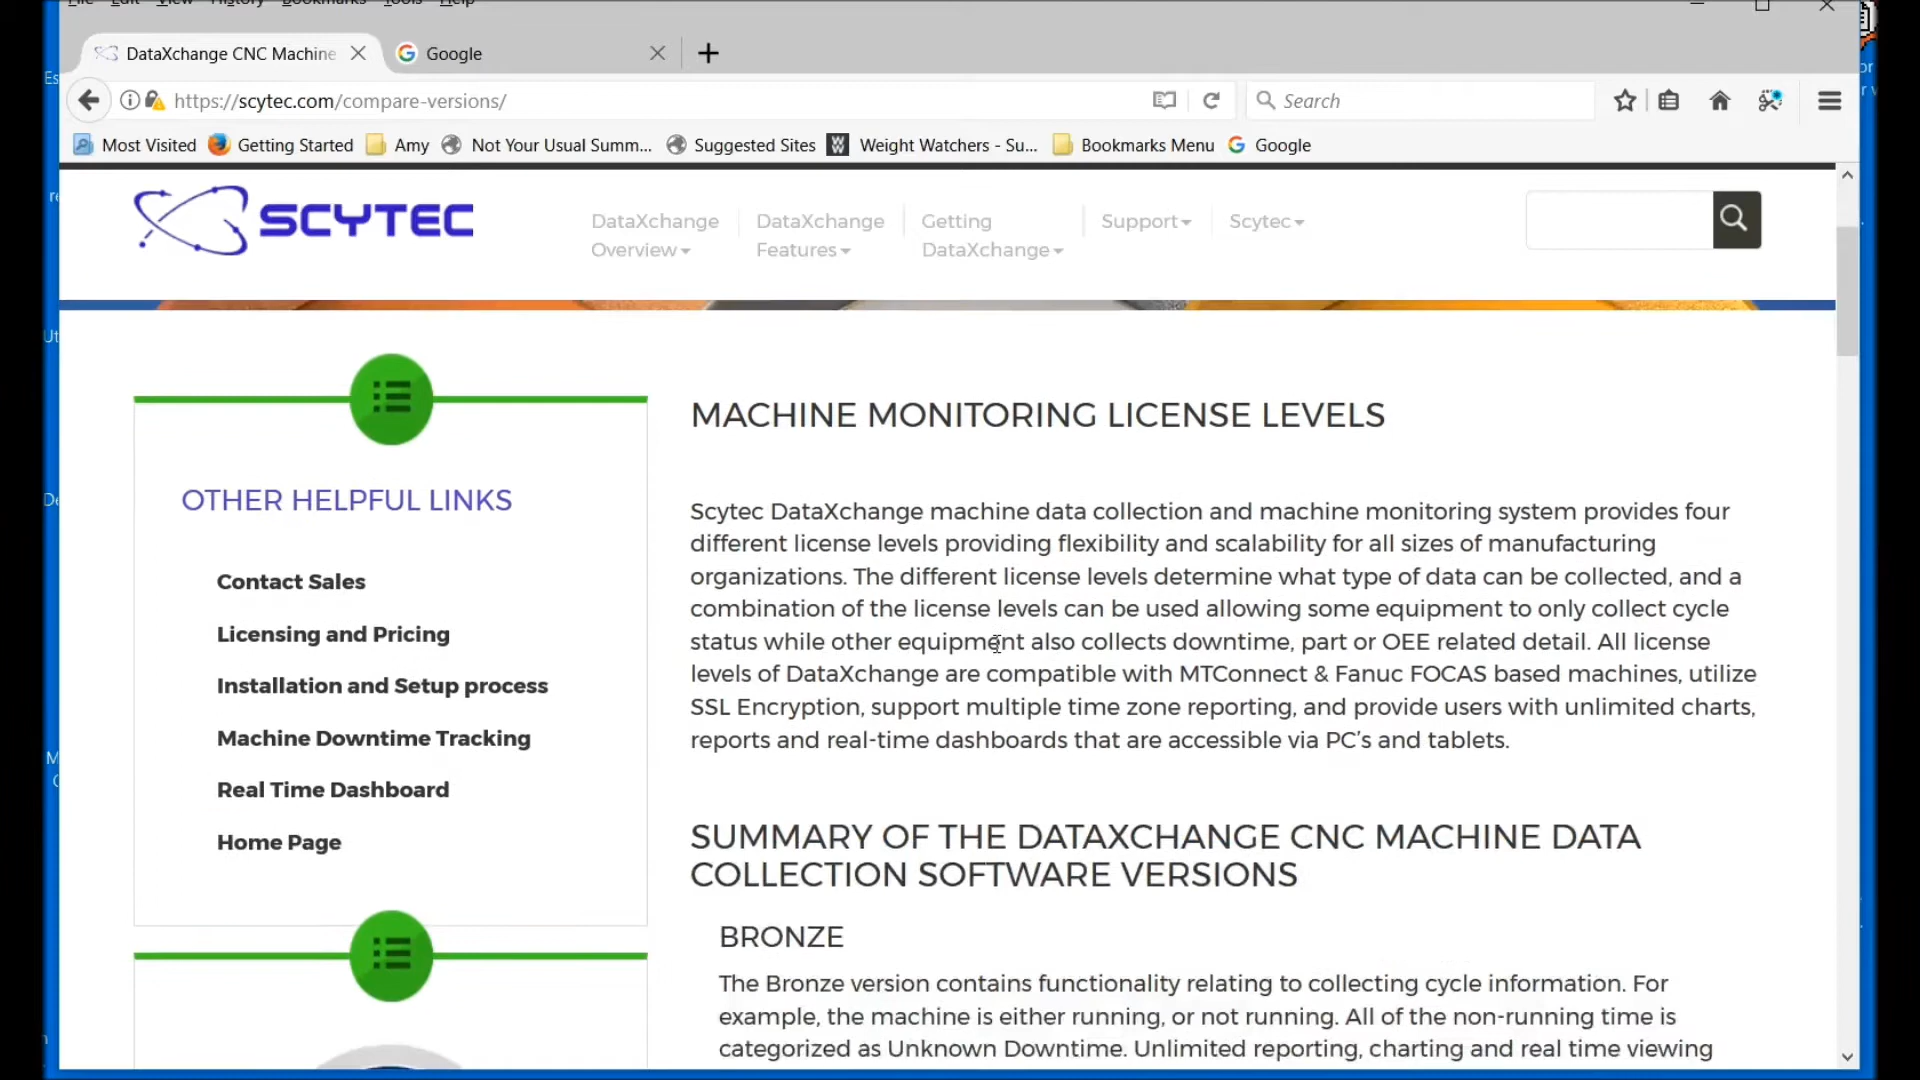 File Edit View History Bookmarks Tools Help
DataXchange CNC Machine
Google
https://scytec.com/compare-versions/
Search
Most Visited
Getting Started
Amy
Not Your Usual Summ...
Suggested Sites
Weight Watchers - Su...
Bookmarks Menu
Google
SCYTEC
DataXchange
Overview
DataXchange
Features
Getting
DataXchange
Support
Scytec
OTHER HELPFUL LINKS
Contact Sales
Licensing and Pricing
Installation and Setup process
Machine Downtime Tracking
Real Time Dashboard
Home Page
MACHINE MONITORING LICENSE LEVELS
Scytec DataXchange machine data collection and machine monitoring system provides four
different license levels providing flexibility and scalability for all sizes of manufacturing
organizations. The different license levels determine what type of data can be collected, and a
combination of the license levels can be used allowing some equipment to only collect cycle
status while other equipment also collects downtime, part or OEE related detail. All license
levels of DataXchange are compatible with MTConnect & Fanuc FOCAS based machines, utilize
SSL Encryption, support multiple time zone reporting, and provide users with unlimited charts,
reports and real-time dashboards that are accessible via PC’s and tablets.
SUMMARY OF THE DATAXCHANGE CNC MACHINE DATA
COLLECTION SOFTWARE VERSIONS
BRONZE
The Bronze version contains functionality relating to collecting cycle information. For
example, the machine is either running, or not running. All of the non-running time is
categorized as Unknown Downtime. Unlimited reporting, charting and real time viewing